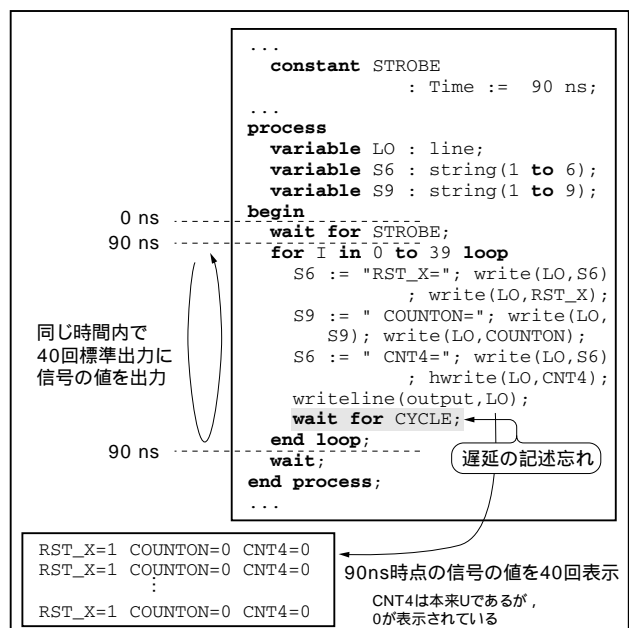 ...
constant STROBE
: Time := 90 ns;
...
process
variable LO : line;
variable S6 : string(1 to 6);
variable S9 : string(1 to 9);
begin
0 ns
wait for STROBE;
90 ns
for I in 0 to 39 loop
S6 := "RST_X="; write(LO,S6)
; write(LO,RST_X);
S9 := " COUNTON="; write(LO,
S9); write(LO,COUNTON);
S6 := " CNT4="; write(LO,S6)
; hwrite(LO,CNT4);
writeline(output,LO);
wait for CYCLE;
end loop;
90 ns
wait;
end process;
...
同じ時間内で
40回標準出力に
信号の値を出力
遅延の記述忘れ
RST_X=1 COUNTON=0 CNT4=0
RST_X=1 COUNTON=0 CNT4=0
⋮
RST_X=1 COUNTON=0 CNT4=0
90ns時点の信号の値を40回表示
CNT4は本来Uであるが，
0が表示されている